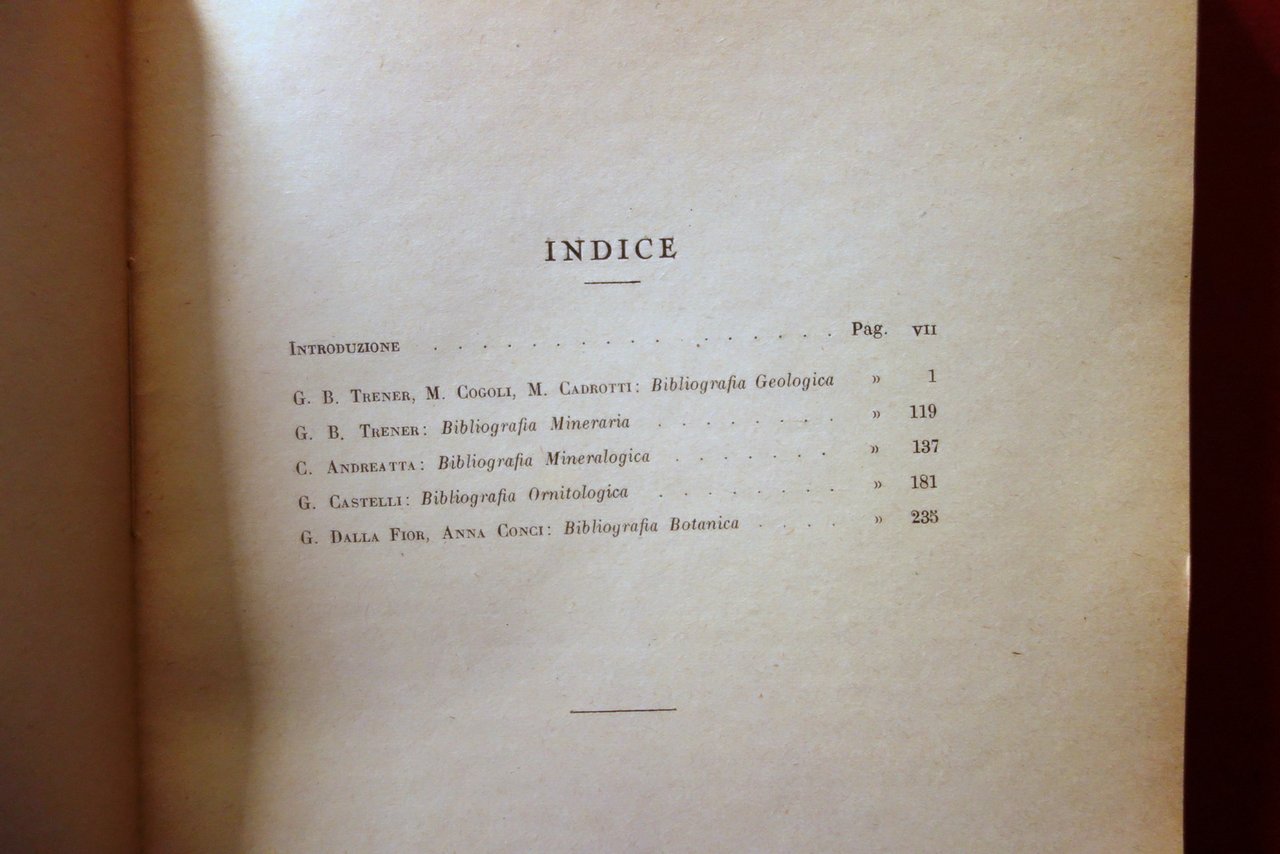 INDICE
INTRODUZIONE . . . . . . . . . . . . . . . . . Pag. VII
G. B. TRENER, M. COGOLI, M. CADROTTI: Bibliografia Geologica » 1
G. B. TRENER: Bibliografia Mineraria . . . . . . . . » 119
C. ANDREATTA: Bibliografia Mineralogica . . . . . . . » 137
G. CASTELLI: Bibliografia Ornitologica . . . . . . . . » 181
G. DALLA FIOR, ANNA CONCI: Bibliografia Botanica . . . . » 235